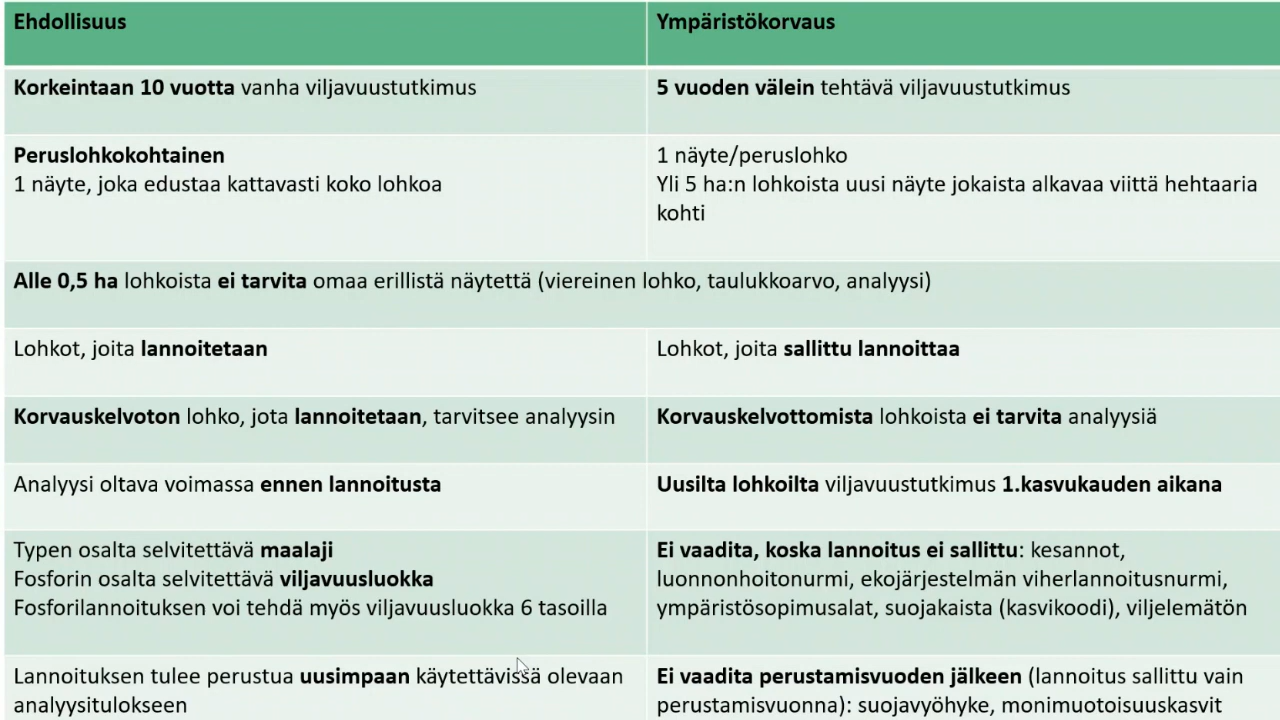 Ehdollisuus
Ympäristökorvaus
Korkeintaan 10 vuotta vanha viljavuustutkimus
5 vuoden välein tehtävä viljavuustutkimus
Peruslohkokohtainen
1 näyte, joka edustaa kattavasti koko lohkoa
1 näyte/peruslohko
Yli 5 ha:n lohkoista uusi näyte jokaista alkavaa viittä hehtaaria
kohti
Alle 0,5 ha lohkoista ei tarvita omaa erillistä näytettä (viereinen lohko, taulukkoarvo, analyysi)
Lohkot, joita lannoitetaan
Lohkot, joita sallittu lannoittaa
Korvauskelvoton lohko, jota lannoitetaan, tarvitsee analyysin
Korvauskelvottomista lohkoista ei tarvita analyysiä
Analyysi oltava voimassa ennen lannoitusta
Uusilta lohkoilta viljavuustutkimus 1.kasvukauden aikana
Typen osalta selvitettävä maalaji
Fosforin osalta selvitettävä viljavuusluokka
Fosforilannoituksen voi tehdä myös viljavuusluokka 6 tasoilla
Ei vaadita, koska lannoitus ei sallittu: kesannot,
luonnonhoitonurmi, ekojärjestelmän viherlannoitusnurmi,
ympäristösopimusalat, suojakaista (kasvikoodi), viljelemätön
Lannoituksen tulee perustua uusimpaan käytettävissä olevaan
analyysitulokseen
Ei vaadita perustamisvuoden jälkeen (lannoitus sallittu vain
perustamisvuonna): suojavyöhyke, monimuotoisuuskasvit